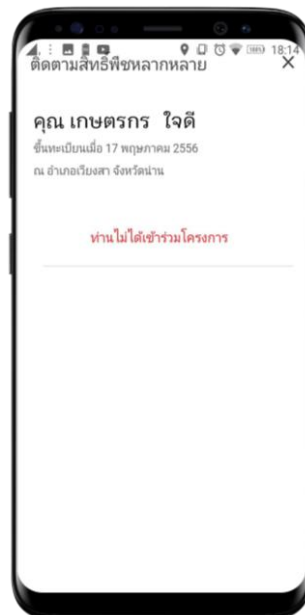 18:14
ติดตามสิทธิพืชหลากหลาย
คุณ เกษตรกร ใจดี
ขึ้นทะเบียนเมื่อ 17 พฤษภาคม 2556
ณ อำเภอเวียงสา จังหวัดน่าน
ท่านไม่ได้เข้าร่วมโครงการ